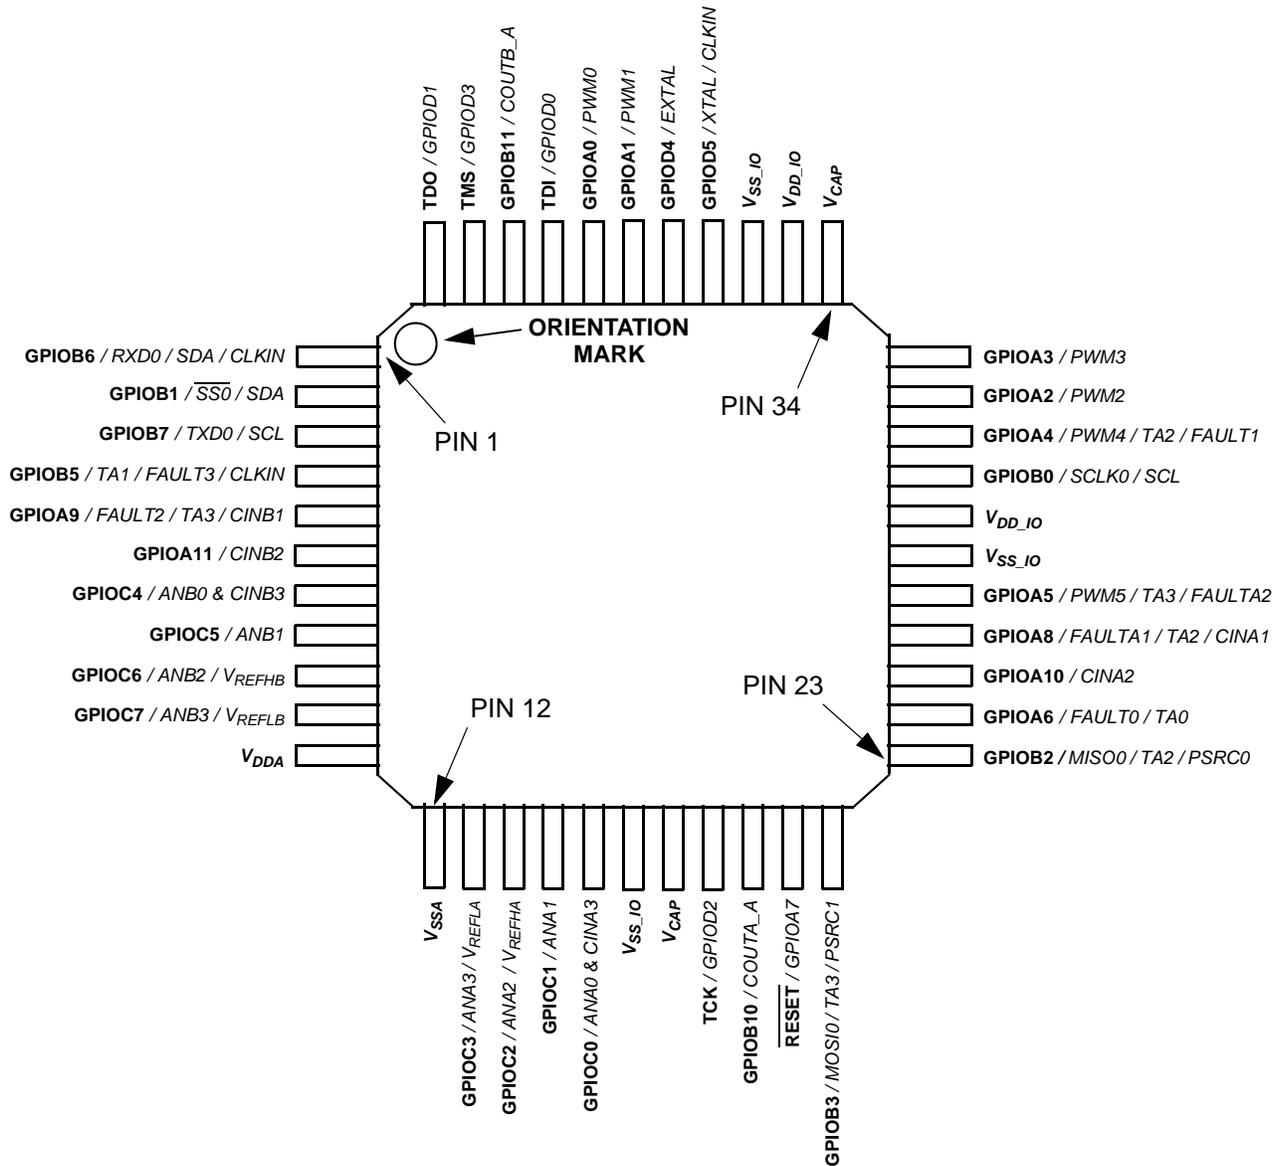 TDO / GPIOD1
TMS / GPIOD3
GPIOB11 / COUTB_A
TDI / GPIOD0
GPIOA0 / PWM0
GPIOA1 / PWM1
GPIOD4 / EXTAL
GPIOD5 / XTAL / CLKIN
VSS_IO
VDD_IO
VCAP
ORIENTATION
MARK
PIN 1
PIN 34
PIN 12
PIN 23
GPIOB6 / RXD0 / SDA / CLKIN
GPIOB1 / S̅S̅0̅ / SDA
GPIOB7 / TXD0 / SCL
GPIOB5 / TA1 / FAULT3 / CLKIN
GPIOA9 / FAULT2 / TA3 / CINB1
GPIOA11 / CINB2
GPIOC4 / ANB0 & CINB3
GPIOC5 / ANB1
GPIOC6 / ANB2 / VREFHB
GPIOC7 / ANB3 / VREFLB
VDDA
GPIOA3 / PWM3
GPIOA2 / PWM2
GPIOA4 / PWM4 / TA2 / FAULT1
GPIOB0 / SCLK0 / SCL
VDD_IO
VSS_IO
GPIOA5 / PWM5 / TA3 / FAULTA2
GPIOA8 / FAULTA1 / TA2 / CINA1
GPIOA10 / CINA2
GPIOA6 / FAULT0 / TA0
GPIOB2 / MISO0 / TA2 / PSRC0
VSSA
GPIOC3 / ANA3 / VREFLA
GPIOC2 / ANA2 / VREFHA
GPIOC1 / ANA1
GPIOC0 / ANA0 & CINA3
VSS_IO
VCAP
TCK / GPIOD2
GPIOB10 / COUTA_A
R̅E̅S̅E̅T̅ / GPIOA7
GPIOB3 / MOSI0 / TA3 / PSRC1